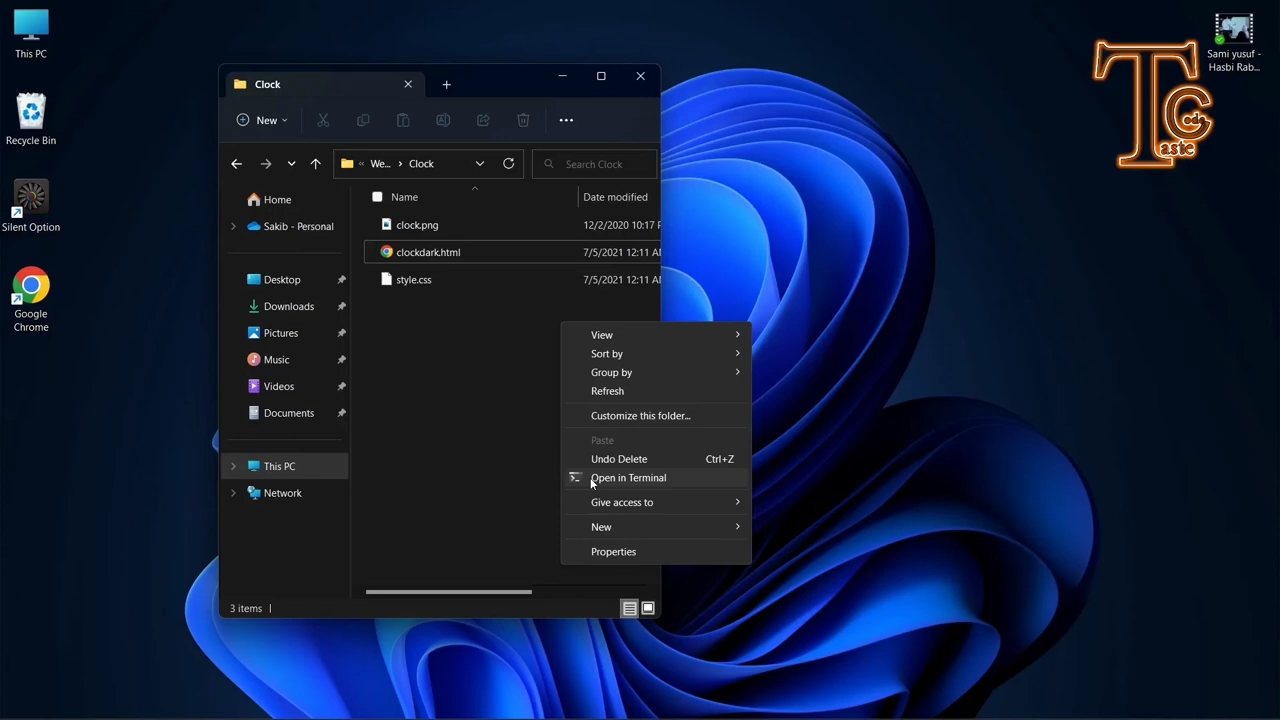 This PC
Recycle Bin
Silent Option
Google
Chrome
Clock
New
We...
Clock
Search Clock
Name
Date modified
Home
Sakib - Personal
Desktop
Downloads
Pictures
Music
Videos
Documents
This PC
Network
clock.png
12/2/2020 10:17 P
clockdark.html
7/5/2021 12:11 AM
style.css
7/5/2021 12:11 AM
3 items
View
Sort by
Group by
Refresh
Customize this folder...
Paste
Undo Delete Ctrl+Z
Open in Terminal
Give access to
New
Properties
Sami yusuf -
Hasbi Rab...
T Code
aste